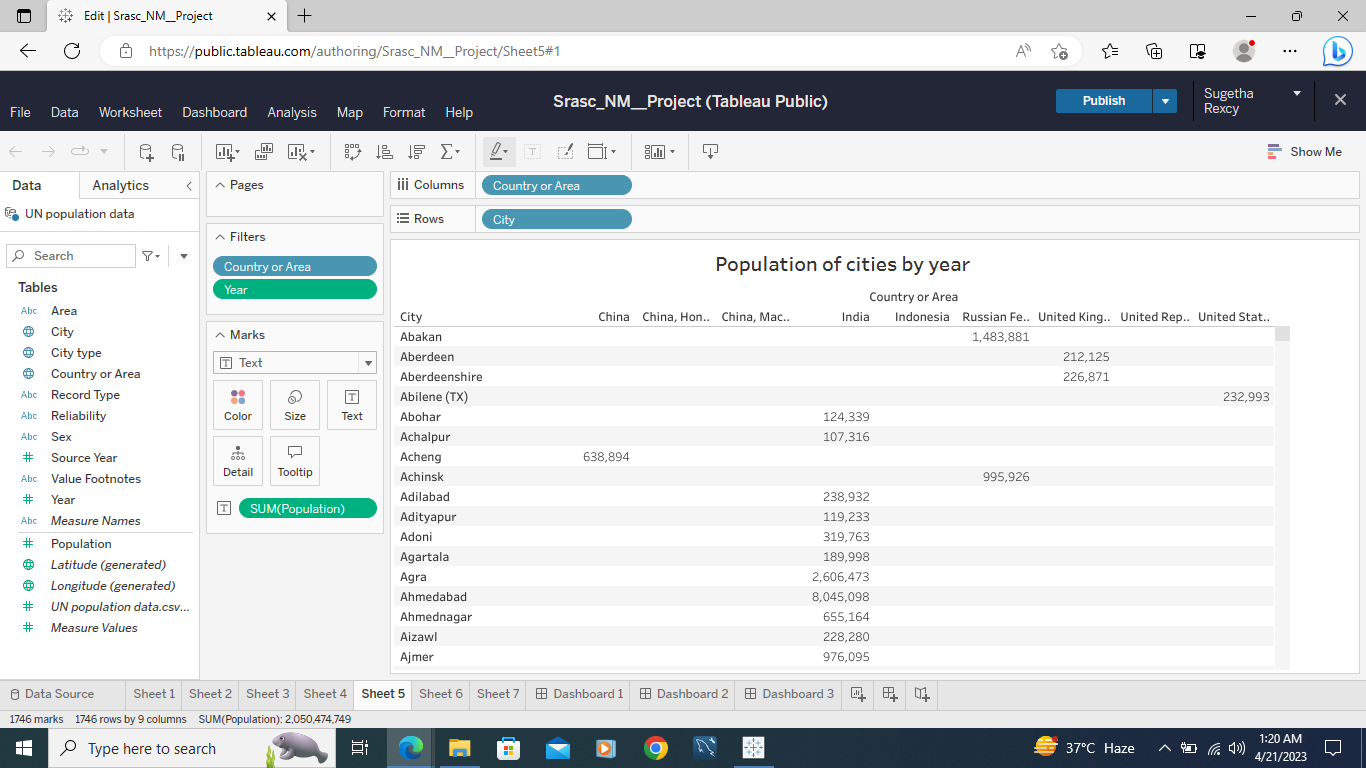 Edit | Srasc_NM__Project
https://public.tableau.com/authoring/Srasc_NM__Project/Sheet5#1
File Data Worksheet Dashboard Analysis Map Format Help
Srasc_NM__Project (Tableau Public)
Publish
Sugetha
Rexcy
Show Me
Data Analytics
UN population data
Search
Tables
Abc Area
City
City type
Country or Area
Abc Record Type
Abc Reliability
Abc Sex
Source Year
Abc Value Footnotes
Year
Abc Measure Names
Population
Latitude (generated)
Longitude (generated)
UN population data.csv...
Measure Values
Pages
Filters
Country or Area
Year
Marks
Text
Color Size Text
Detail Tooltip
SUM(Population)
Columns Country or Area
Rows City
Population of cities by year
Country or Area
City China China, Hon.. China, Mac.. India Indonesia Russian Fe.. United King.. United Rep.. United Stat..
Abakan 1,483,881
Aberdeen 212,125
Aberdeenshire 226,871
Abilene (TX) 232,993
Abohar 124,339
Achalpur 107,316
Acheng 638,894
Achinsk 995,926
Adilabad 238,932
Adityapur 119,233
Adoni 319,763
Agartala 189,998
Agra 2,606,473
Ahmedabad 8,045,098
Ahmednagar 655,164
Aizawl 228,280
Ajmer 976,095
Data Source Sheet 1 Sheet 2 Sheet 3 Sheet 4 Sheet 5 Sheet 6 Sheet 7 Dashboard 1 Dashboard 2 Dashboard 3
1746 marks 1746 rows by 9 columns SUM(Population): 2,050,474,749
Type here to search
37°C Haze
1:20 AM
4/21/2023